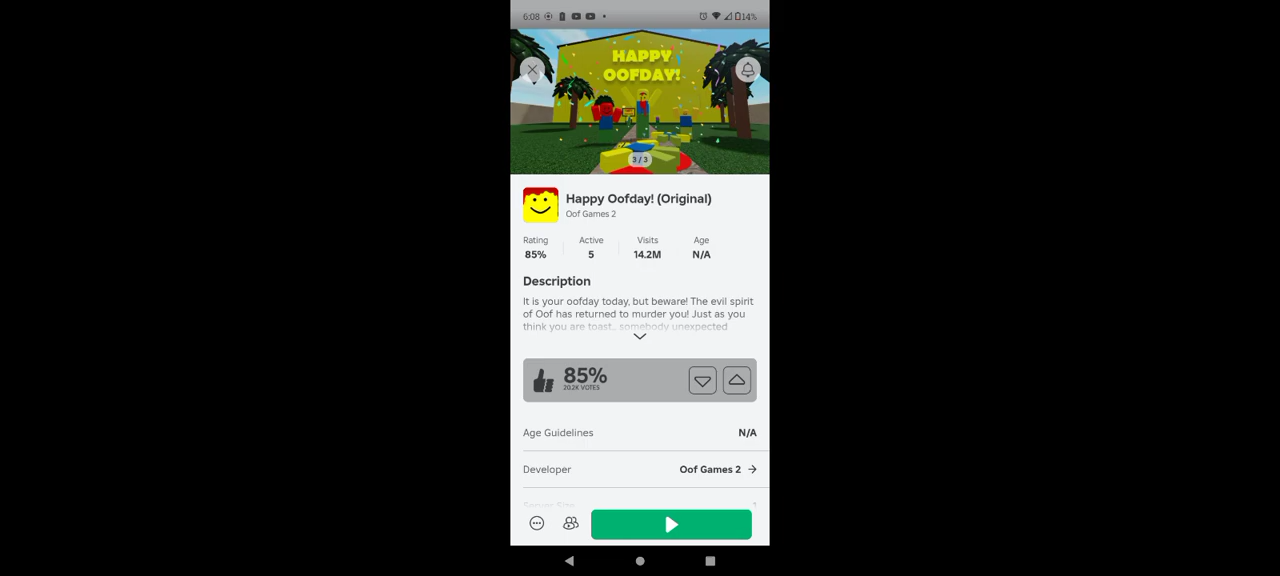 6:08 14%
HAPPY
OOFDAY!
3 / 3
Happy Oofday! (Original)
Oof Games 2
Rating Active Visits Age
85% 5 14.2M N/A
Description
It is your oofday today, but beware! The evil spirit
of Oof has returned to murder you! Just as you
think you are toast.. somebody unexpected
85%
20.2K VOTES
Age Guidelines N/A
Developer Oof Games 2
Server Size 1